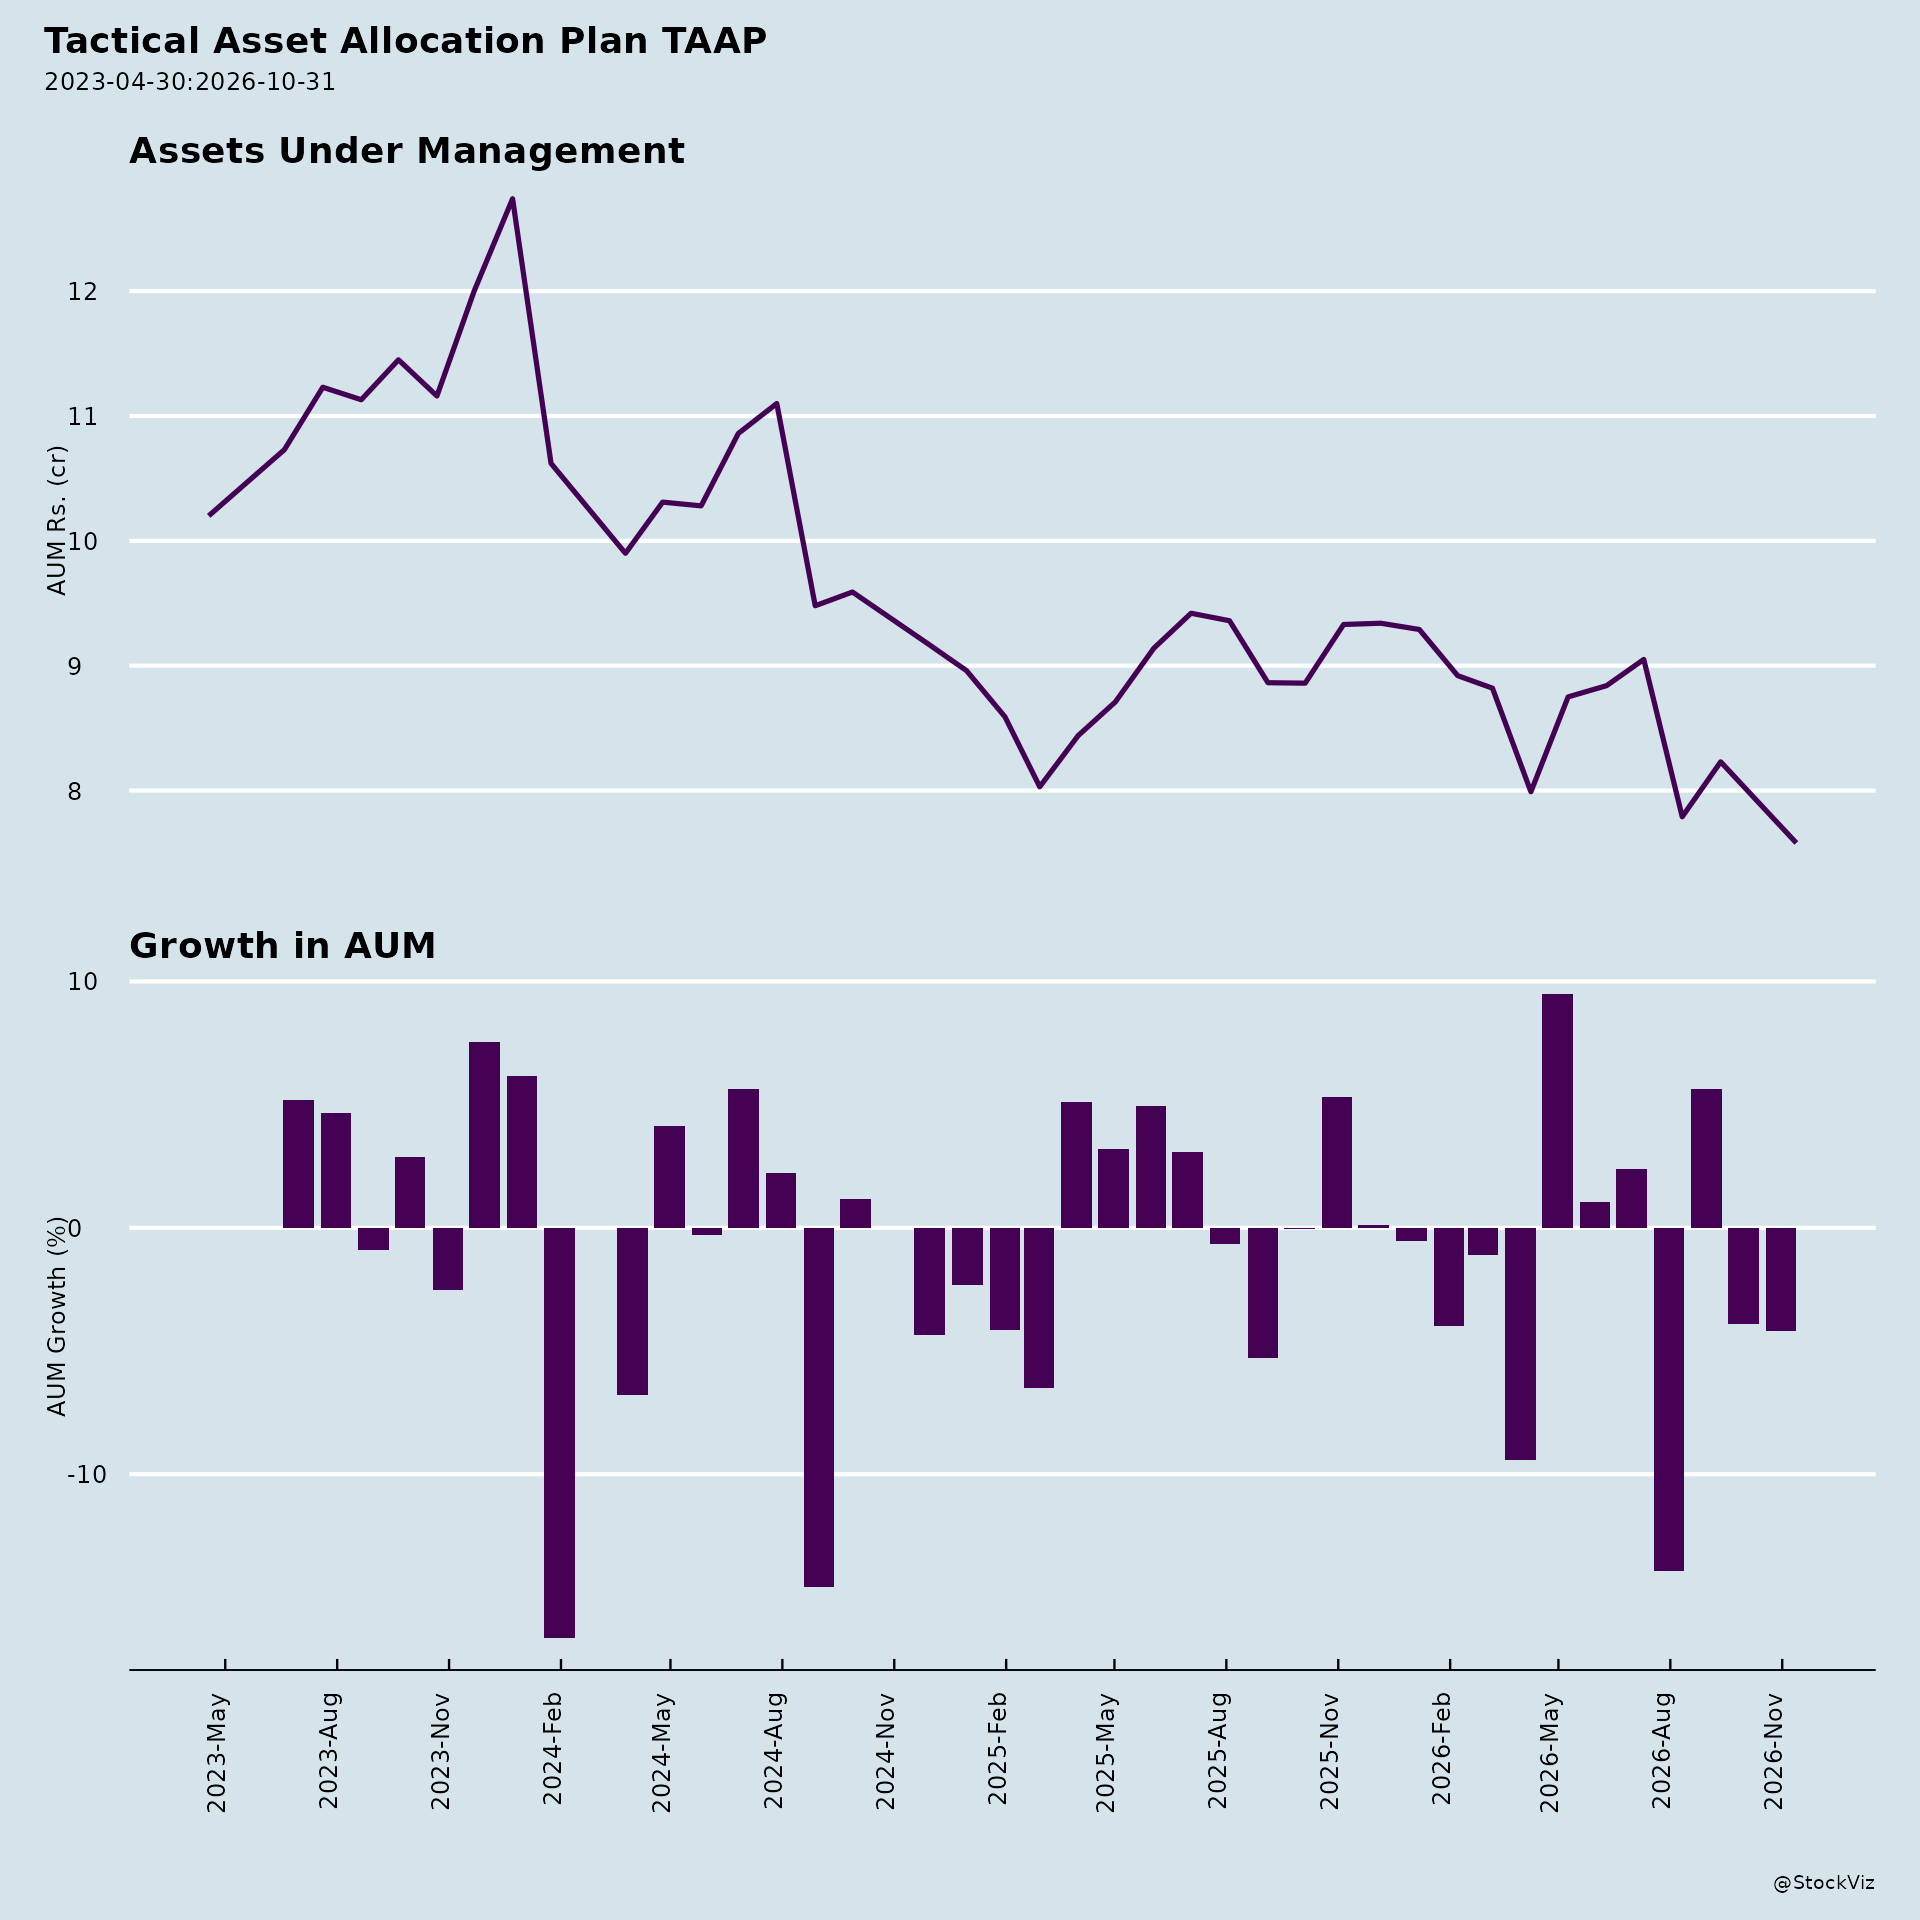 Tactical Asset Allocation Plan TAAP
2023-04-30:2026-10-31
Assets Under Management
12
11
10
9
8
AUM Rs. (cr)
Growth in AUM
10
0
-10
AUM Growth (%)
2023-May
2023-Aug
2023-Nov
2024-Feb
2024-May
2024-Aug
2024-Nov
2025-Feb
2025-May
2025-Aug
2025-Nov
2026-Feb
2026-May
2026-Aug
2026-Nov
@StockViz